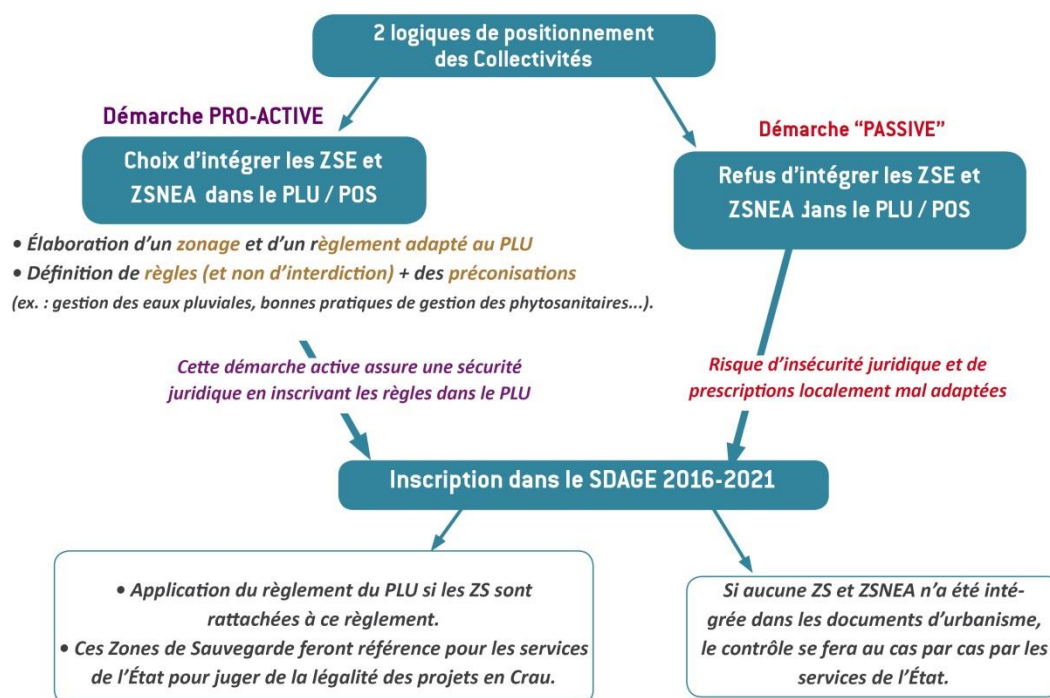 2 logiques de positionnement
des Collectivités
Démarche PRO-ACTIVE
Choix d'intégrer les ZSE et
ZSNEA dans le PLU / POS
• Élaboration d'un zonage et d'un règlement adapté au PLU
• Définition de règles (et non d'interdiction) + des préconisations
(ex. : gestion des eaux pluviales, bonnes pratiques de gestion des phytosanitaires...).
Cette démarche active assure une sécurité
juridique en inscrivant les règles dans le PLU
Démarche "PASSIVE"
Refus d'intégrer les ZSE et
ZSNEA dans le PLU / POS
Risque d'insécurité juridique et de
prescriptions localement mal adaptées
Inscription dans le SDAGE 2016-2021
• Application du règlement du PLU si les ZS sont
rattachées à ce règlement.
• Ces Zones de Sauvegarde feront référence pour les services
de l'État pour juger de la légalité des projets en Crau.
Si aucune ZS et ZSNEA n'a été inté-
grée dans les documents d'urbanisme,
le contrôle se fera au cas par cas par les
services de l'État.